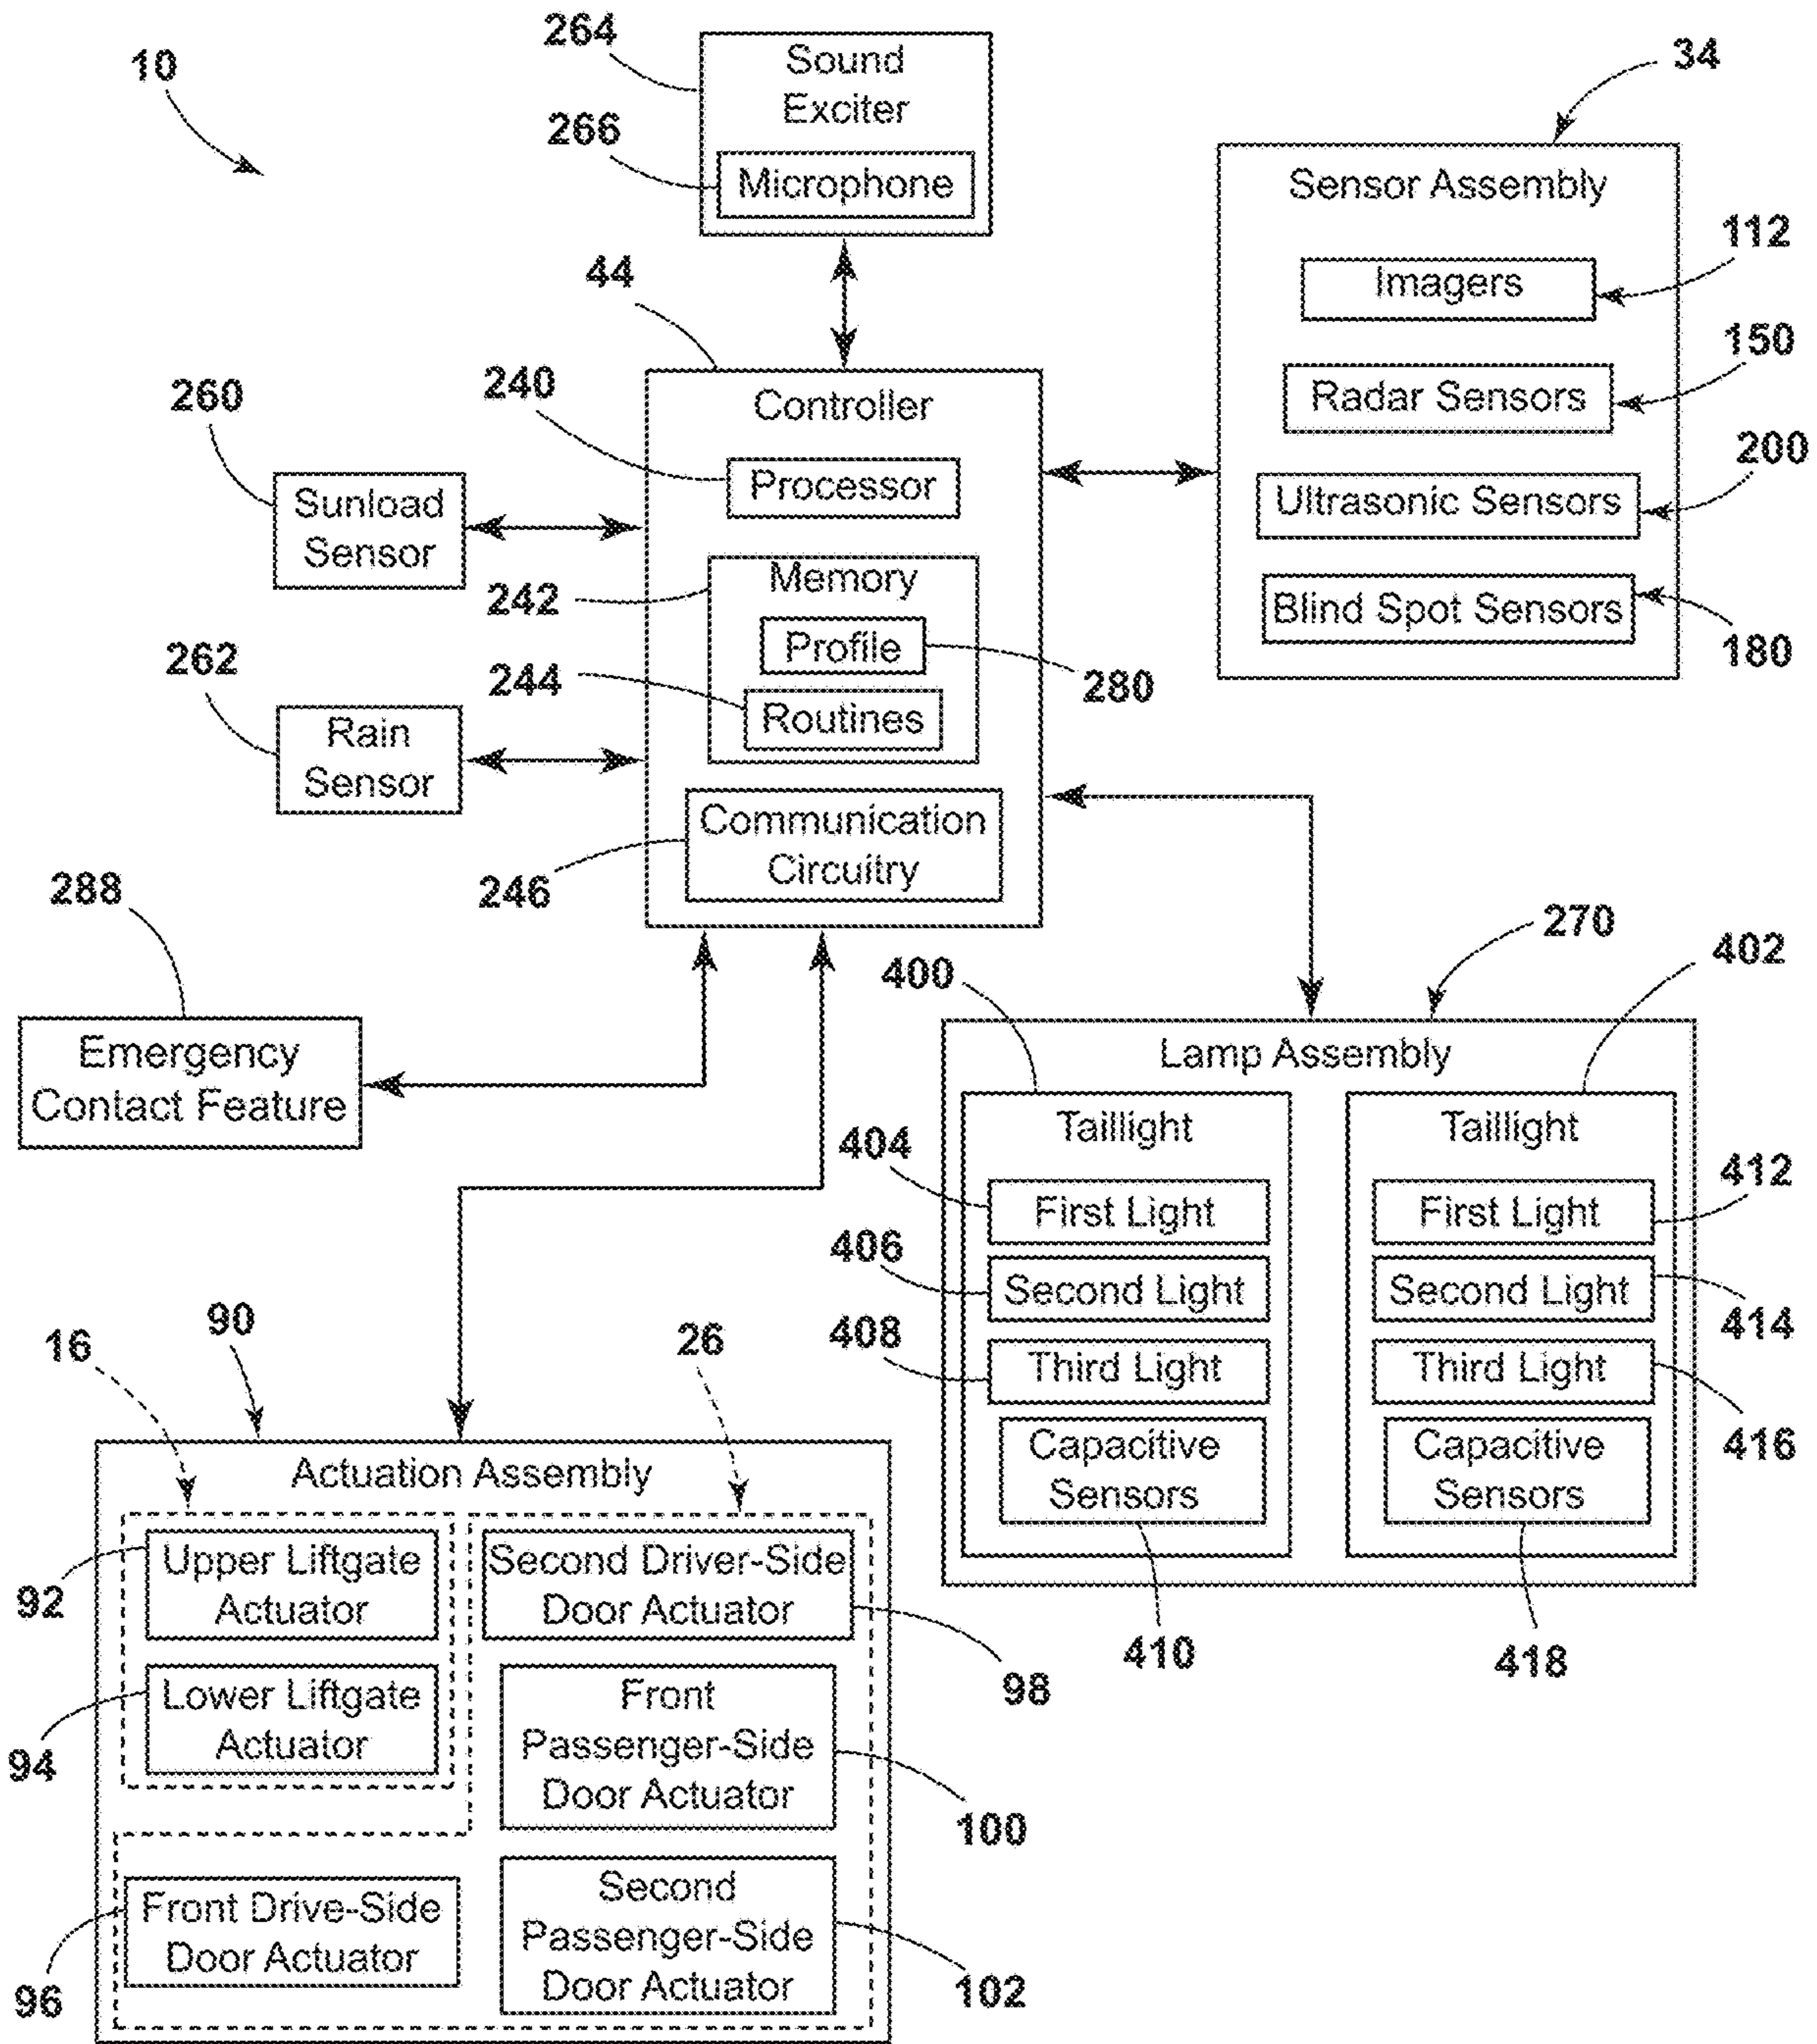 264
Sound
Exciter
266
Microphone
10
34
Sensor Assembly
112
Imagers
150
Radar Sensors
200
Ultrasonic Sensors
Blind Spot Sensors
180
44
Controller
240
Processor
242
Memory
Profile
280
244
Routines
Communication
Circuitry
246
260
Sunload
Sensor
262
Rain
Sensor
288
Emergency
Contact Feature
270
Lamp Assembly
400
Taillight
404
First Light
406
Second Light
408
Third Light
Capacitive
Sensors
410
402
Taillight
412
First Light
Second Light
414
Third Light
416
Capacitive
Sensors
418
90
Actuation Assembly
16
Upper Liftgate
Actuator
92
Lower Liftgate
Actuator
94
26
Second Driver-Side
Door Actuator
98
Front
Passenger-Side
Door Actuator
100
Front Drive-Side
Door Actuator
96
Second
Passenger-Side
Door Actuator
102